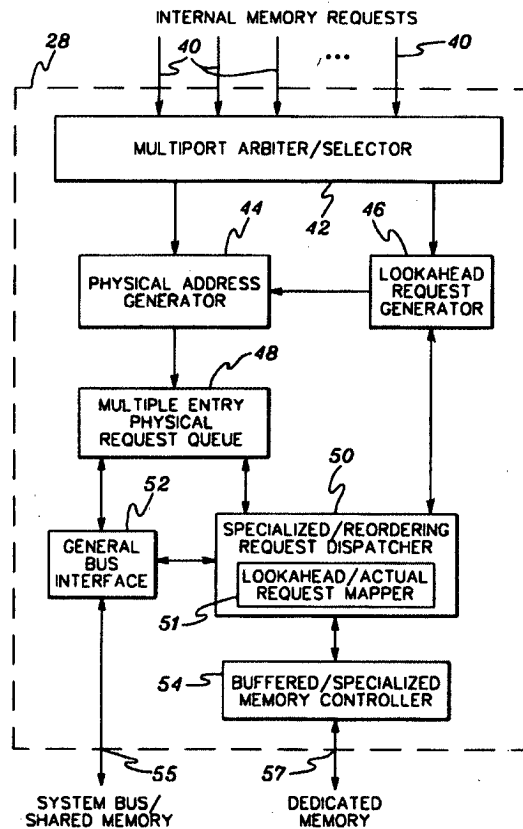 INTERNAL MEMORY REQUESTS
28
40
40
•••
MULTIPORT ARBITER/SELECTOR
42
44
46
PHYSICAL ADDRESS
GENERATOR
LOOKAHEAD
REQUEST
GENERATOR
48
MULTIPLE ENTRY
PHYSICAL
REQUEST QUEUE
52
50
GENERAL
BUS
INTERFACE
SPECIALIZED/REORDERING
REQUEST DISPATCHER
LOOKAHEAD/ACTUAL
REQUEST MAPPER
51
54
BUFFERED/SPECIALIZED
MEMORY CONTROLLER
55
57
SYSTEM BUS/
SHARED MEMORY
DEDICATED
MEMORY